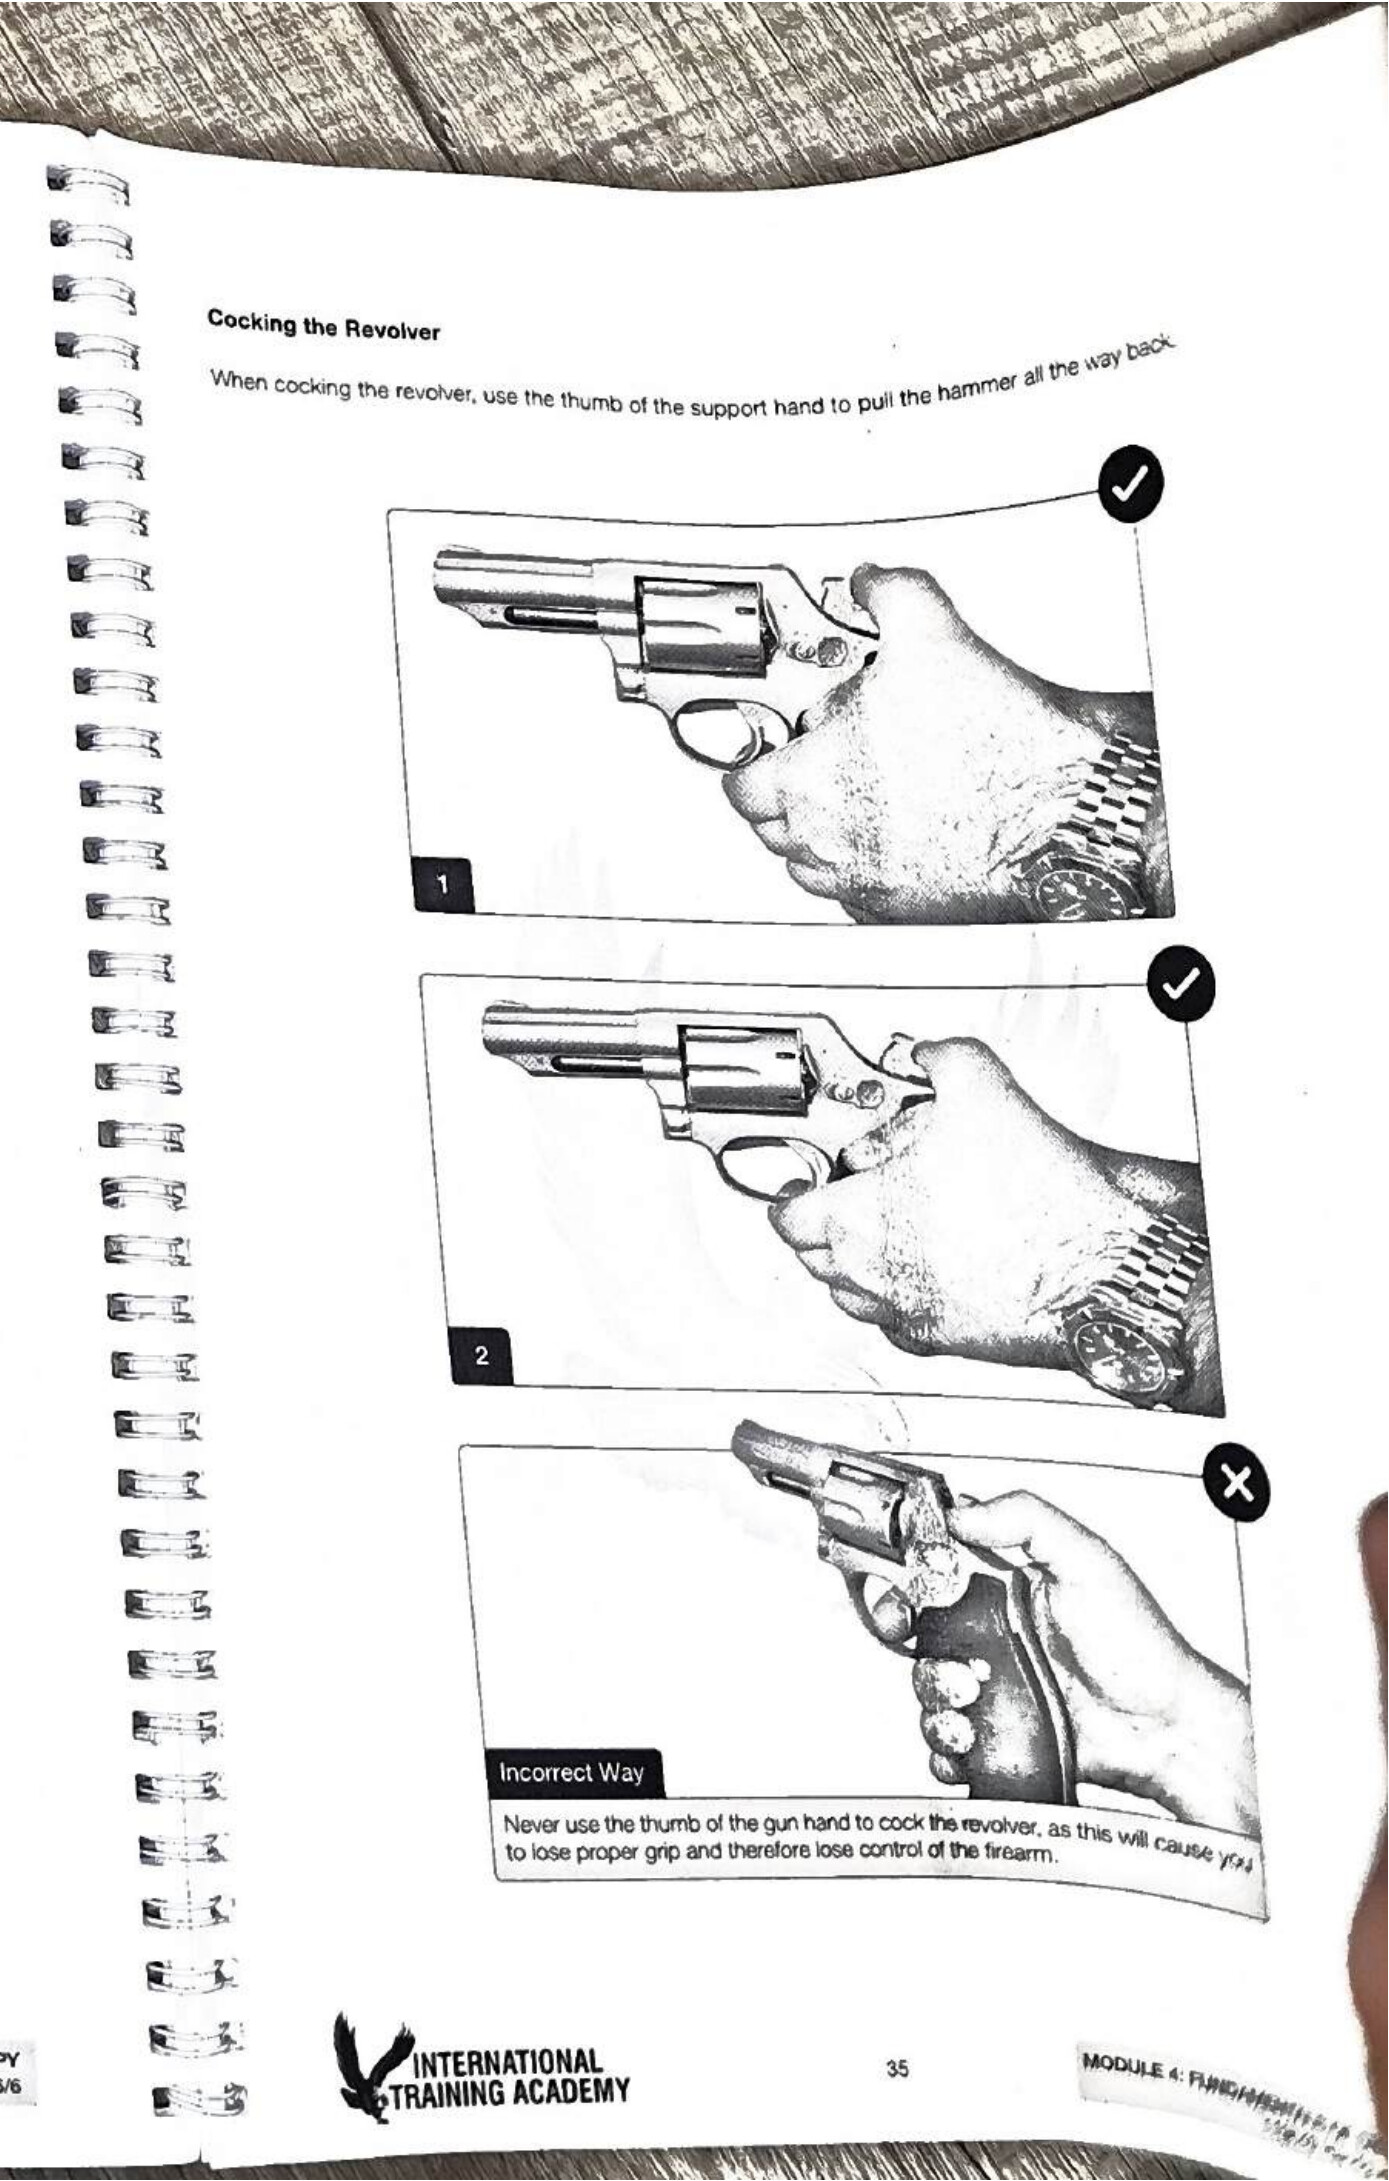 Cocking the Revolver
When cocking the revolver, use the thumb of the support hand to pull the hammer all the way back.
1
2
Incorrect Way
Never use the thumb of the gun hand to cock the revolver, as this will cause you
to lose proper grip and therefore lose control of the firearm.
INTERNATIONAL
TRAINING ACADEMY
35
MODULE 4:
PY
6/6